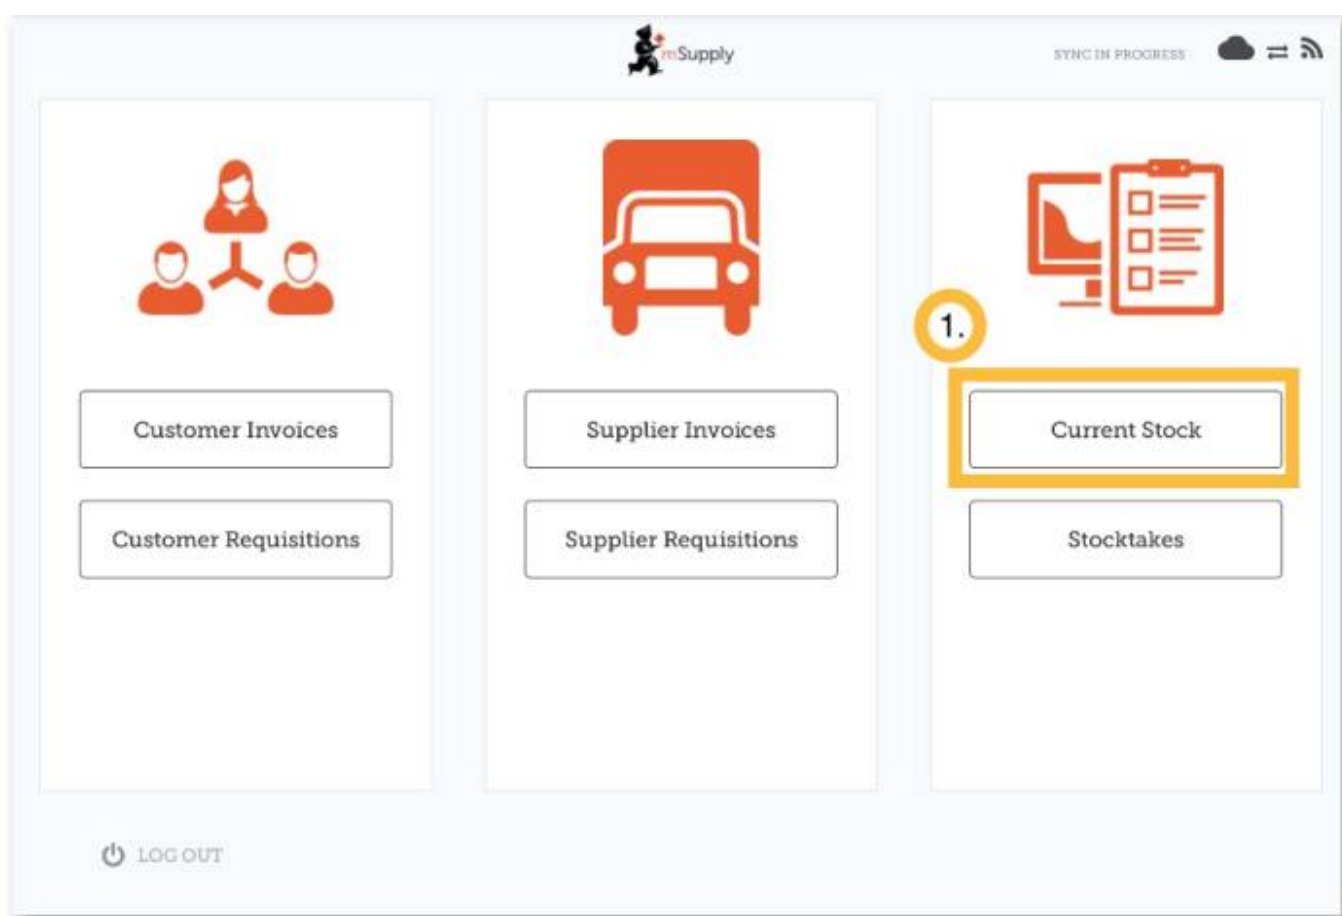 mSupply
SYNC IN PROGRESS
1.
Customer Invoices
Supplier Invoices
Current Stock
Customer Requisitions
Supplier Requisitions
Stocktakes
LOG OUT